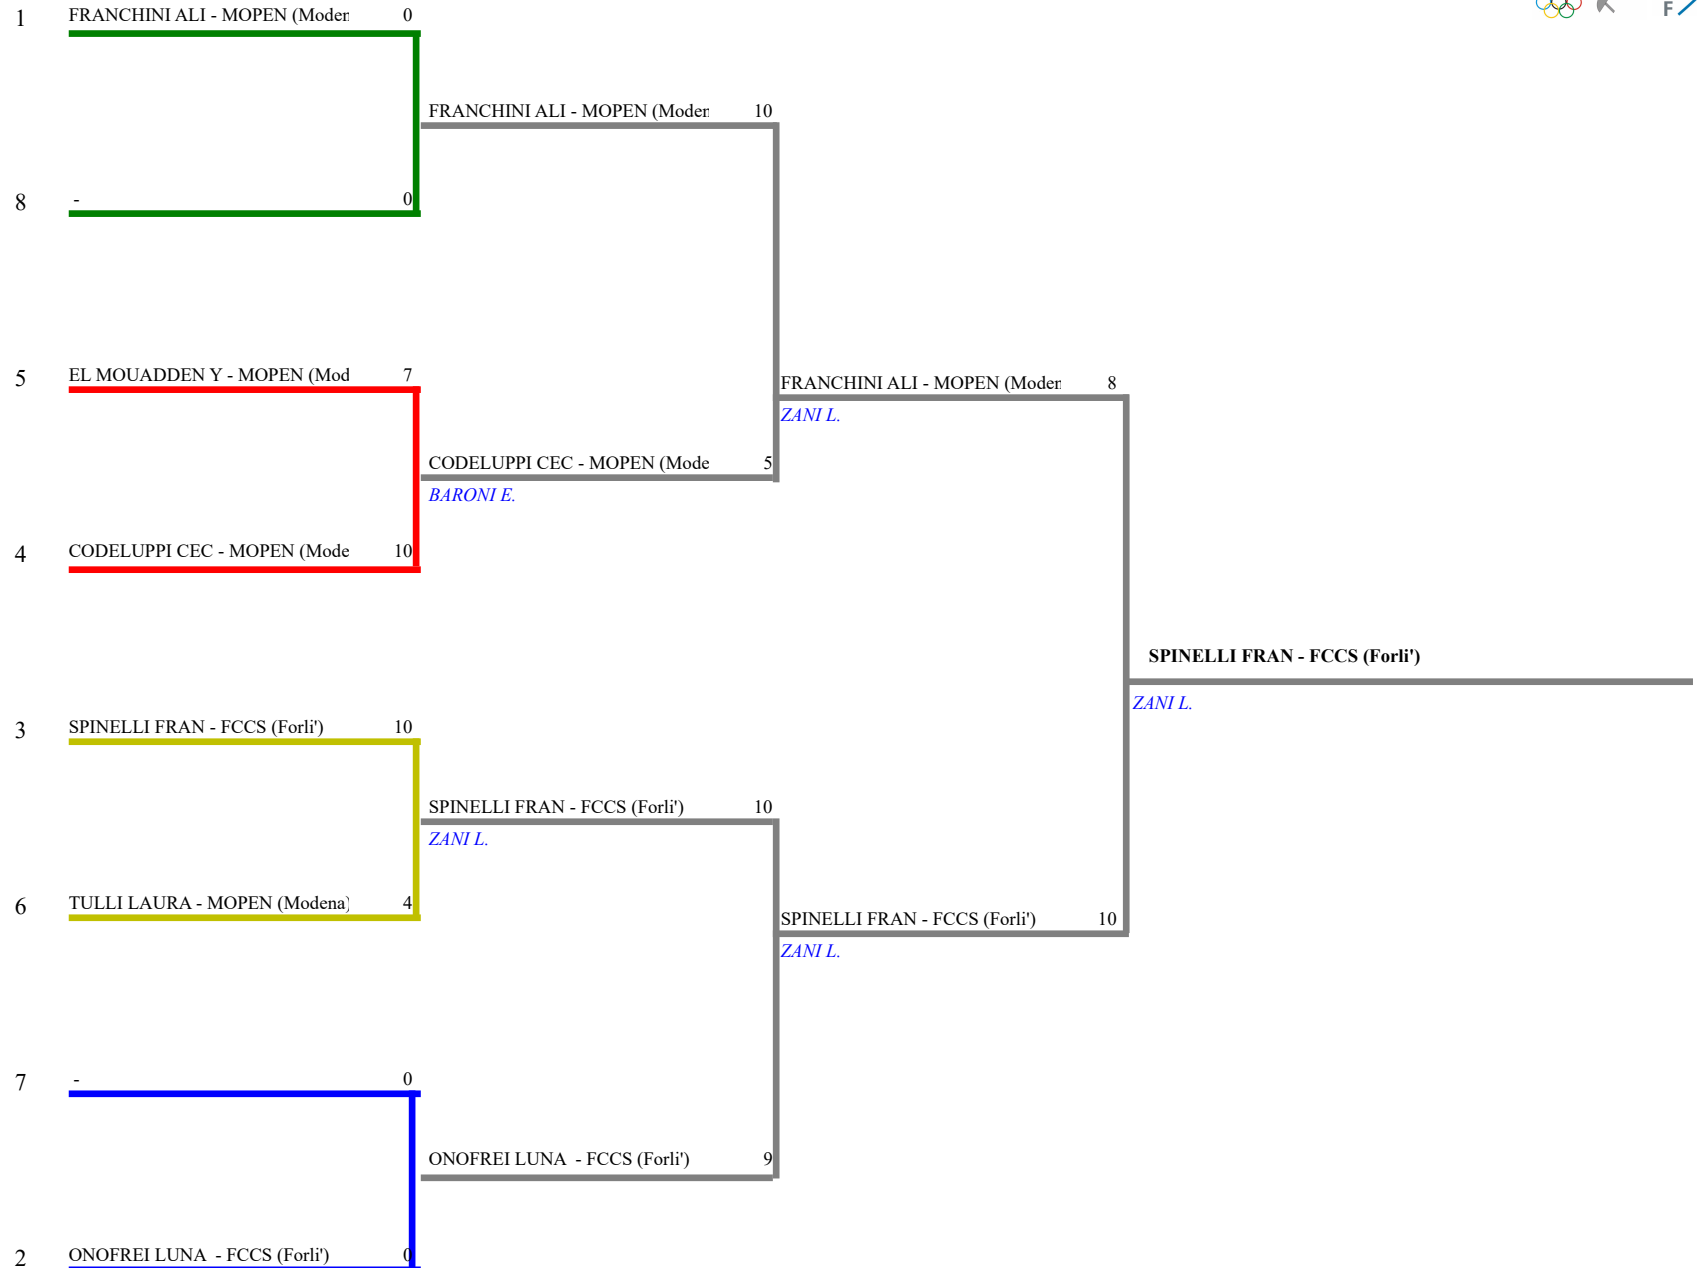 1 FRANCHINI ALI - MOPEN (Moden 0
F
FRANCHINI ALI - MOPEN (Moden 10
8 - 0
5 EL MOUADDEN Y - MOPEN (Mod 7
FRANCHINI ALI - MOPEN (Moden 8
ZANI L.
CODELUPPI CEC - MOPEN (Mode 5
BARONI E.
4 CODELUPPI CEC - MOPEN (Mode 10
SPINELLI FRAN - FCCS (Forli')
ZANI L.
3 SPINELLI FRAN - FCCS (Forli') 10
SPINELLI FRAN - FCCS (Forli') 10
ZANI L.
6 TULLI LAURA - MOPEN (Modena) 4
SPINELLI FRAN - FCCS (Forli') 10
ZANI L.
7 - 0
ONOFREI LUNA - FCCS (Forli') 9
2 ONOFREI LUNA - FCCS (Forli') 0